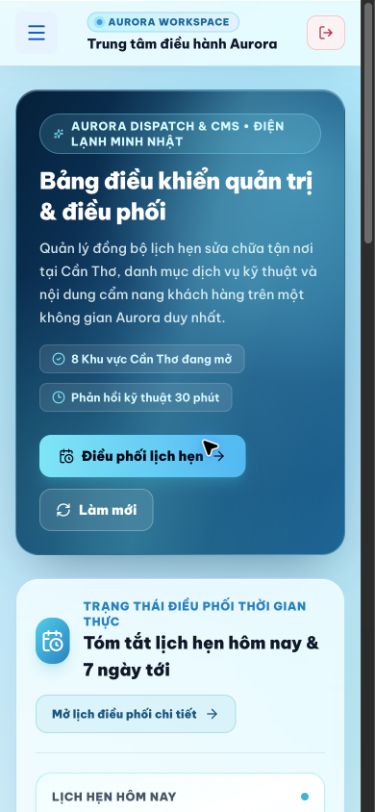 AURORA WORKSPACE
Trung tâm điều hành Aurora
AURORA DISPATCH & CMS • ĐIỆN
LẠNH MINH NHẬT
Bảng điều khiển quản trị
& điều phối
Quản lý đồng bộ lịch hẹn sửa chữa tận nơi
tại Cần Thơ, danh mục dịch vụ kỹ thuật và
nội dung cẩm nang khách hàng trên một
không gian Aurora duy nhất.
8 Khu vực Cần Thơ đang mở
Phản hồi kỹ thuật 30 phút
Điều phối lịch hẹn
Làm mới
TRẠNG THÁI ĐIỀU PHỐI THỜI GIAN
THỰC
Tóm tắt lịch hẹn hôm nay &
7 ngày tới
Mở lịch điều phối chi tiết
LỊCH HẸN HÔM NAY